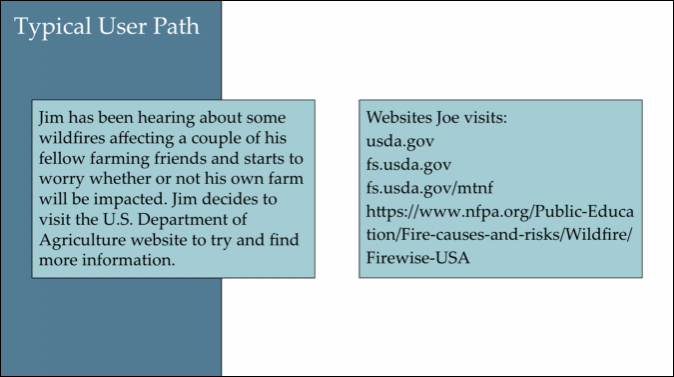 Typical User Path
Jim has been hearing about some
wildfires affecting a couple of his
fellow farming friends and starts to
worry whether or not his own farm
will be impacted. Jim decides to
visit the U.S. Department of
Agriculture website to try and find
more information.
Websites Joe visits:
usda.gov
fs.usda.gov
fs.usda.gov/mtnf
https://www.nfpa.org/Public-Educa
tion/Fire-causes-and-risks/Wildfire/
Firewise-USA